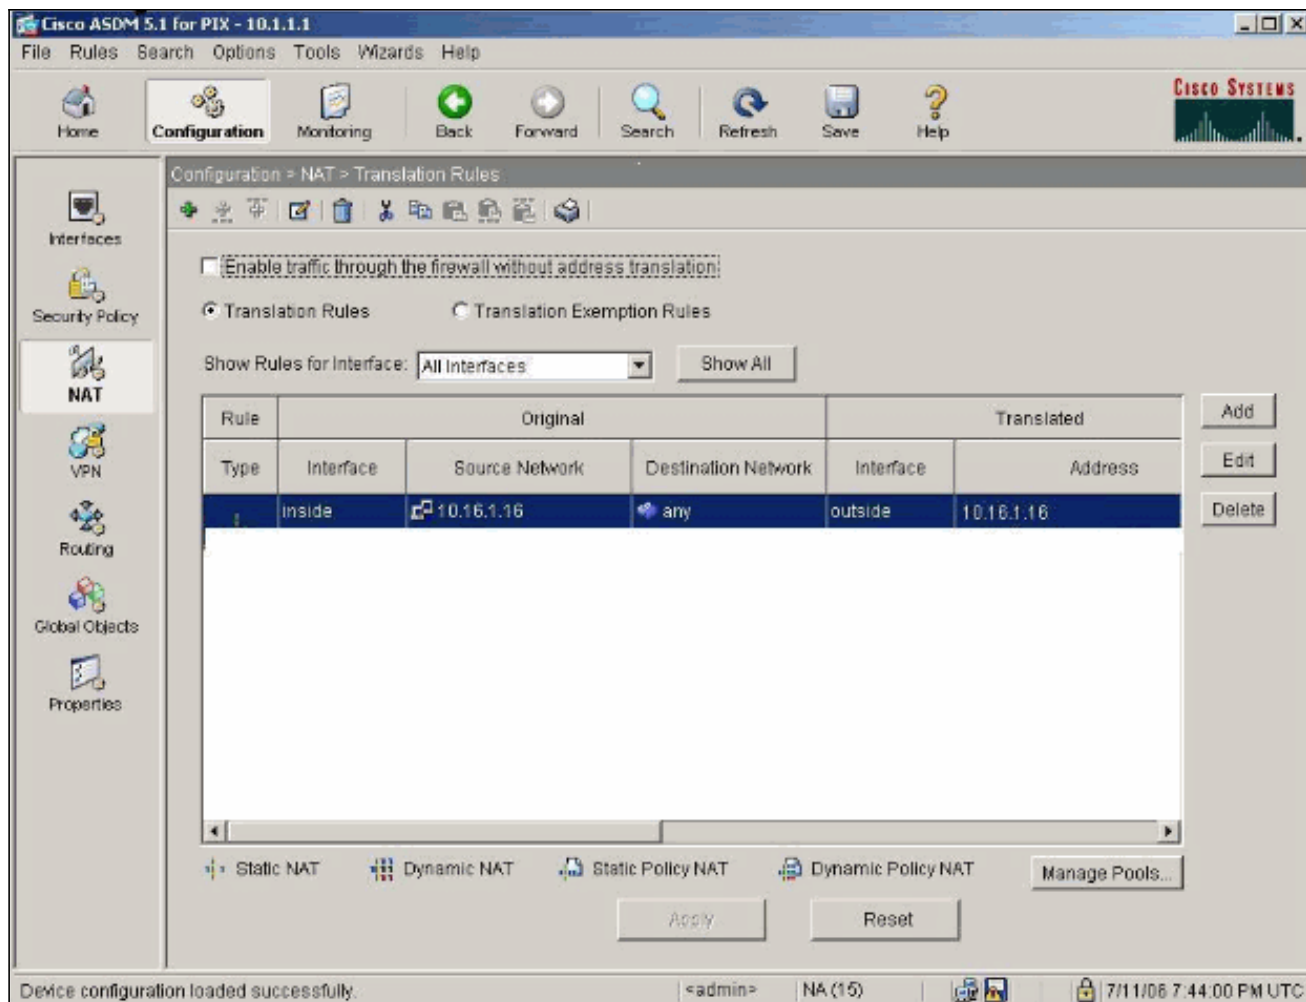 Cisco ASDM 5.1 for PIX - 10.1.1.1
File Rules Search Options Tools Wizards Help
Home Configuration Monitoring Back Forward Search Refresh Save Help
CISCO SYSTEMS
Configuration > NAT > Translation Rules
Interfaces
Security Policy
NAT
VPN
Routing
Global Objects
Properties
Enable traffic through the firewall without address translation
Translation Rules Translation Exemption Rules
Show Rules for Interface: All Interfaces Show All
Rule Original Translated
Type Interface Source Network Destination Network Interface Address
inside 10.16.1.16 any outside 10.16.1.16
Add
Edit
Delete
Static NAT Dynamic NAT Static Policy NAT Dynamic Policy NAT Manage Pools...
Apply Reset
Device configuration loaded successfully. <admin> NA (15) 7/11/06 7:44:00 PM UTC